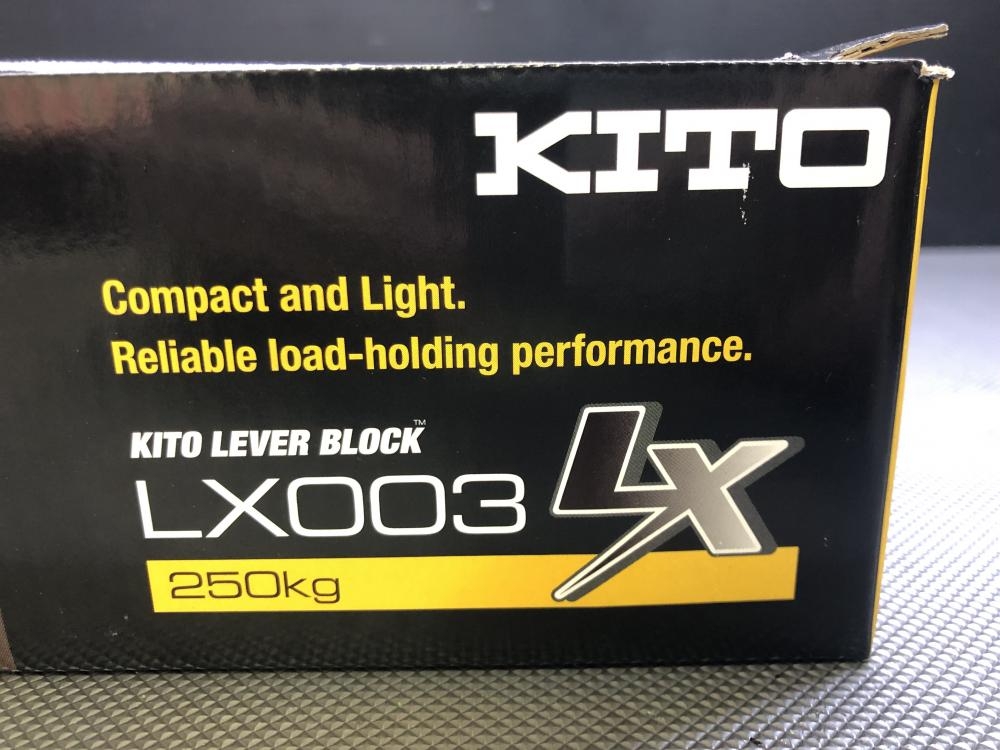 KITO
Compact and Light.
Reliable load-holding performance.
KITO LEVER BLOCK™
LX003
LX
250kg